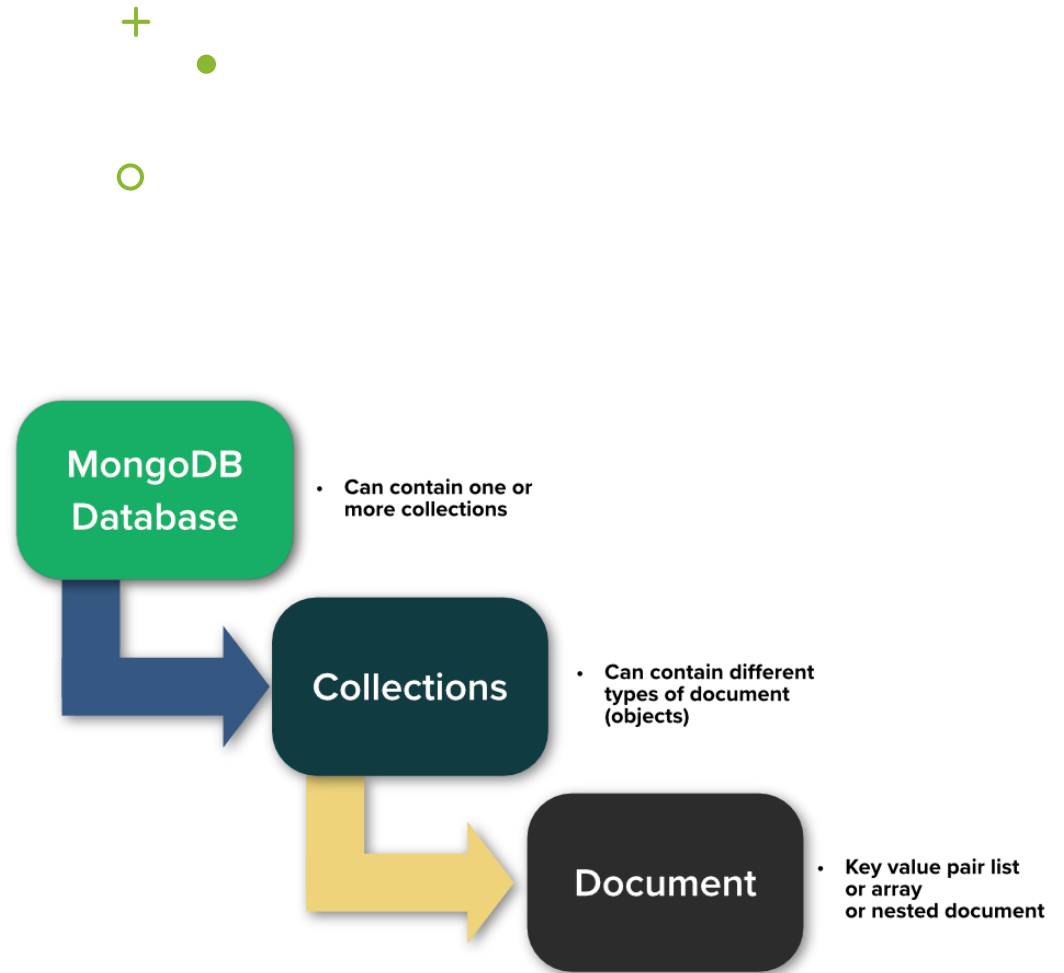 MongoDB
Database
• Can contain one or
more collections
Collections
• Can contain different
types of document
(objects)
Document
• Key value pair list
or array
or nested document